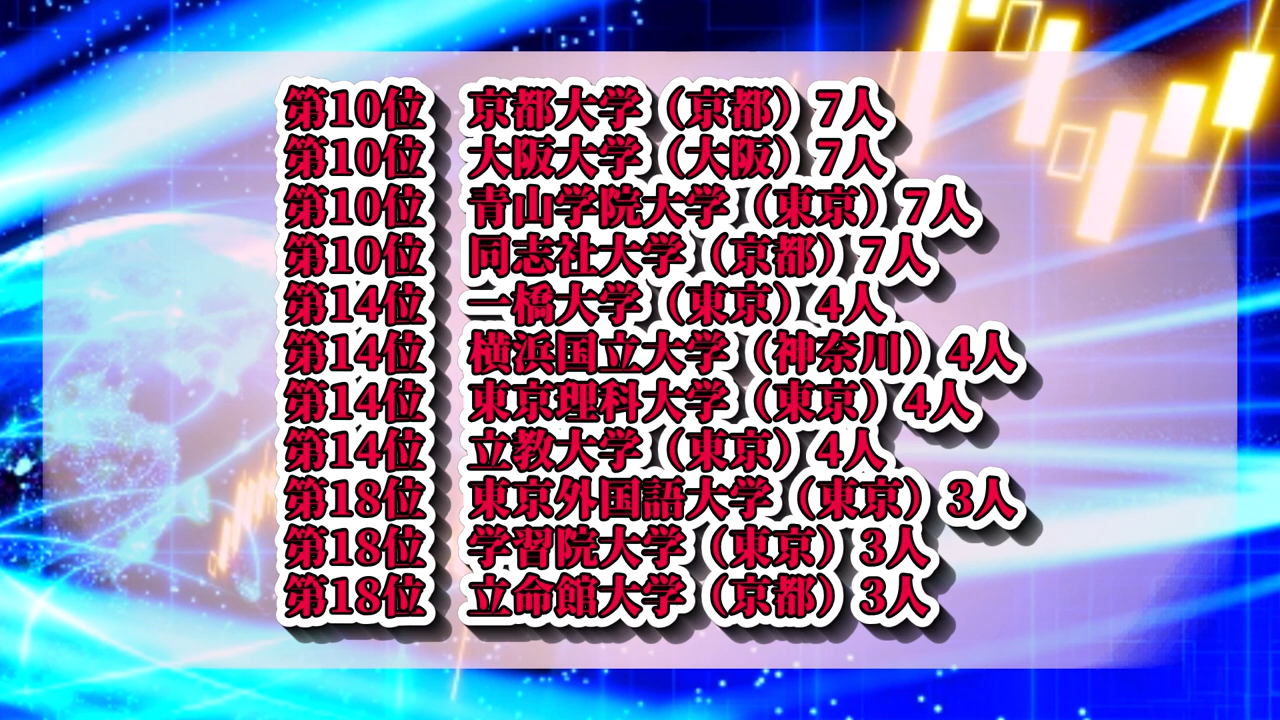 第10位　京都大学（京都）7人
第10位　大阪大学（大阪）7人
第10位　青山学院大学（東京）7人
第10位　同志社大学（京都）7人
第14位　一橋大学（東京）4人
第14位　横浜国立大学（神奈川）4人
第14位　東京理科大学（東京）4人
第14位　立教大学（東京）4人
第18位　東京外国語大学（東京）3人
第18位　学習院大学（東京）3人
第18位　立命館大学（京都）3人